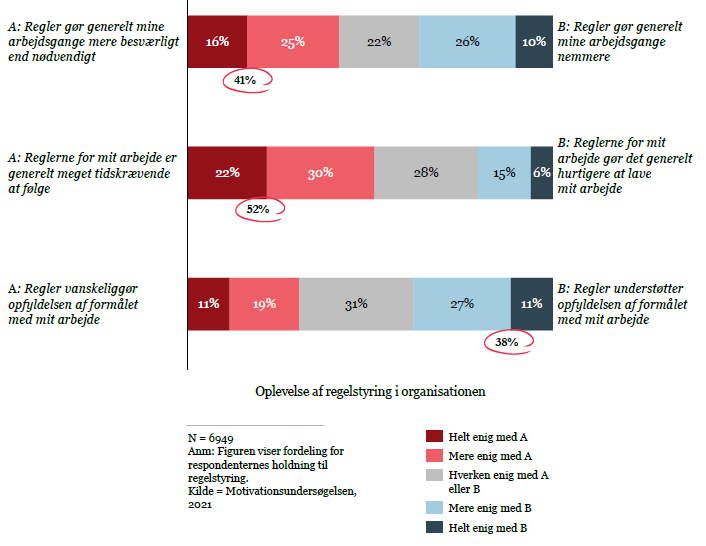 A: Regler gør generelt mine
arbejdsgange mere besværligt
end nødvendigt
16%
25%
22%
26%
10%
B: Regler gør generelt
mine arbejdsgange
nemmere
41%
A: Reglerne for mit arbejde er
generelt meget tidskrævende
at følge
22%
30%
28%
15%
6%
B: Reglerne for mit
arbejde gør det generelt
hurtigere at lave
mit arbejde
52%
A: Regler vanskeliggør
opfyldelsen af formålet
med mit arbejde
11%
19%
31%
27%
11%
B: Regler understøtter
opfyldelsen af formålet
med mit arbejde
38%
Oplevelse af regelstyring i organisationen
N = 6949
Anm: Figuren viser fordeling for
respondenternes holdning til
regelstyring.
Kilde = Motivationsundersøgelsen,
2021
Helt enig med A
Mere enig med A
Hverken enig med A
eller B
Mere enig med B
Helt enig med B